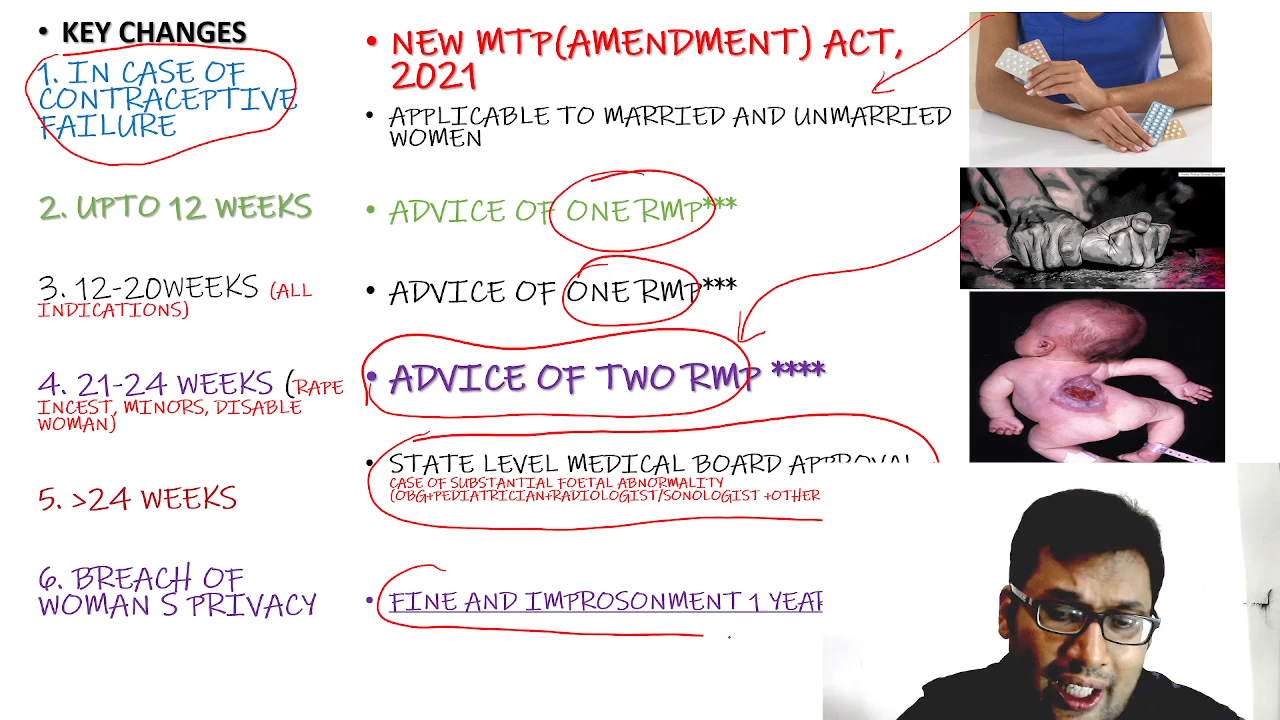 • KEY CHANGES
1. IN CASE OF
CONTRACEPTIVE
FAILURE
2. UPTO 12 WEEKS
3. 12-20WEEKS (ALL
INDICATIONS)
4. 21-24 WEEKS (RAPE
INCEST, MINORS, DISABLE
WOMAN)
5. >24 WEEKS
6. BREACH OF
WOMAN S PRIVACY
• NEW MTP(AMENDMENT) ACT,
2021
• APPLICABLE TO MARRIED AND UNMARRIED
WOMEN
• ADVICE OF ONE RMP***
• ADVICE OF ONE RMP***
• ADVICE OF TWO RMP ****
• STATE LEVEL MEDICAL BOARD APPROVAL
CASE OF SUBSTANTIAL FOETAL ABNORMALITY
(OBG+PEDIATRICIAN+RADIOLOGIST/SONOLOGIST +OTHER
• FINE AND IMPROSONMENT 1 YEAR